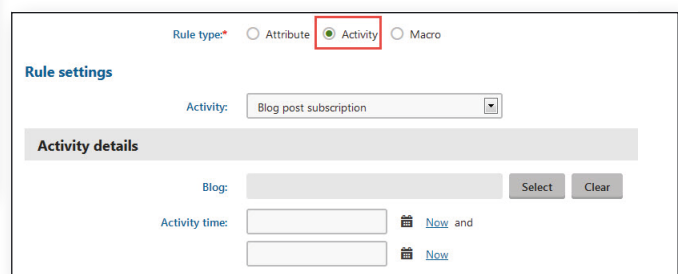 Rule type:* Attribute Activity Macro
Rule settings
Activity: Blog post subscription
Activity details
Blog: Select Clear
Activity time: Now and
Now